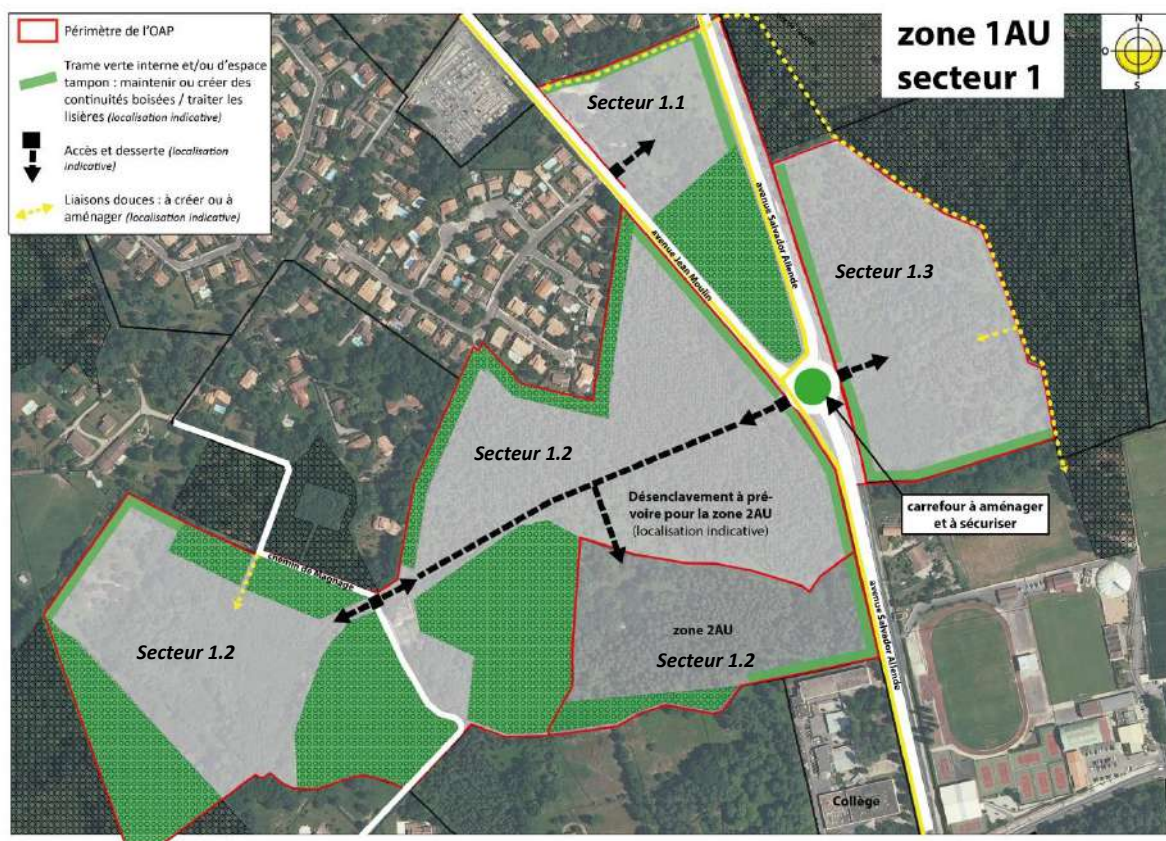 Périmètre de l'OAP
Trame verte interne et/ou d'espace
tampon : maintenir ou créer des
continuités boisées / traiter les
lisières (localisation indicative)
Accès et desserte (localisation
indicative)
Liaisons douces : à créer ou à
aménager (localisation indicative)
zone 1AU
secteur 1
N
O
E
S
Secteur 1.1
avenue Salvador Allende
avenue Jean Moulin
Secteur 1.3
Secteur 1.2
Désenclavement à pré-
voire pour la zone 2AU
(localisation indicative)
carrefour à aménager
et à sécuriser
chemin de Magnage
Secteur 1.2
zone 2AU
Secteur 1.2
avenue Salvador Allende
Collège